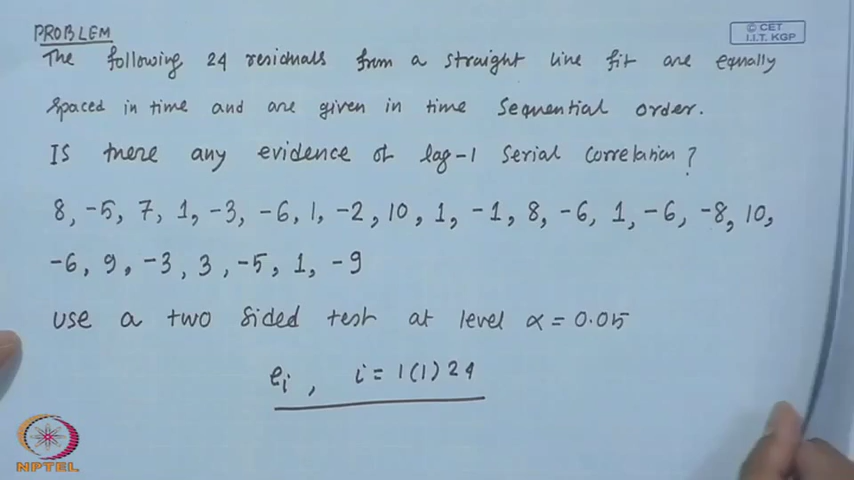 PROBLEM
© CET
I.I.T. KGP
The following 24 residuals from a straight line fit are equally
spaced in time and are given in time sequential order.
Is there any evidence of lag-1 serial correlation?
8, -5, 7, 1, -3, -6, 1, -2, 10, 1, -1, 8, -6, 1, -6, -8, 10,
-6, 9, -3, 3, -5, 1, -9
use a two sided test at level α = 0.05
ei, i = 1(1)24
NPTEL